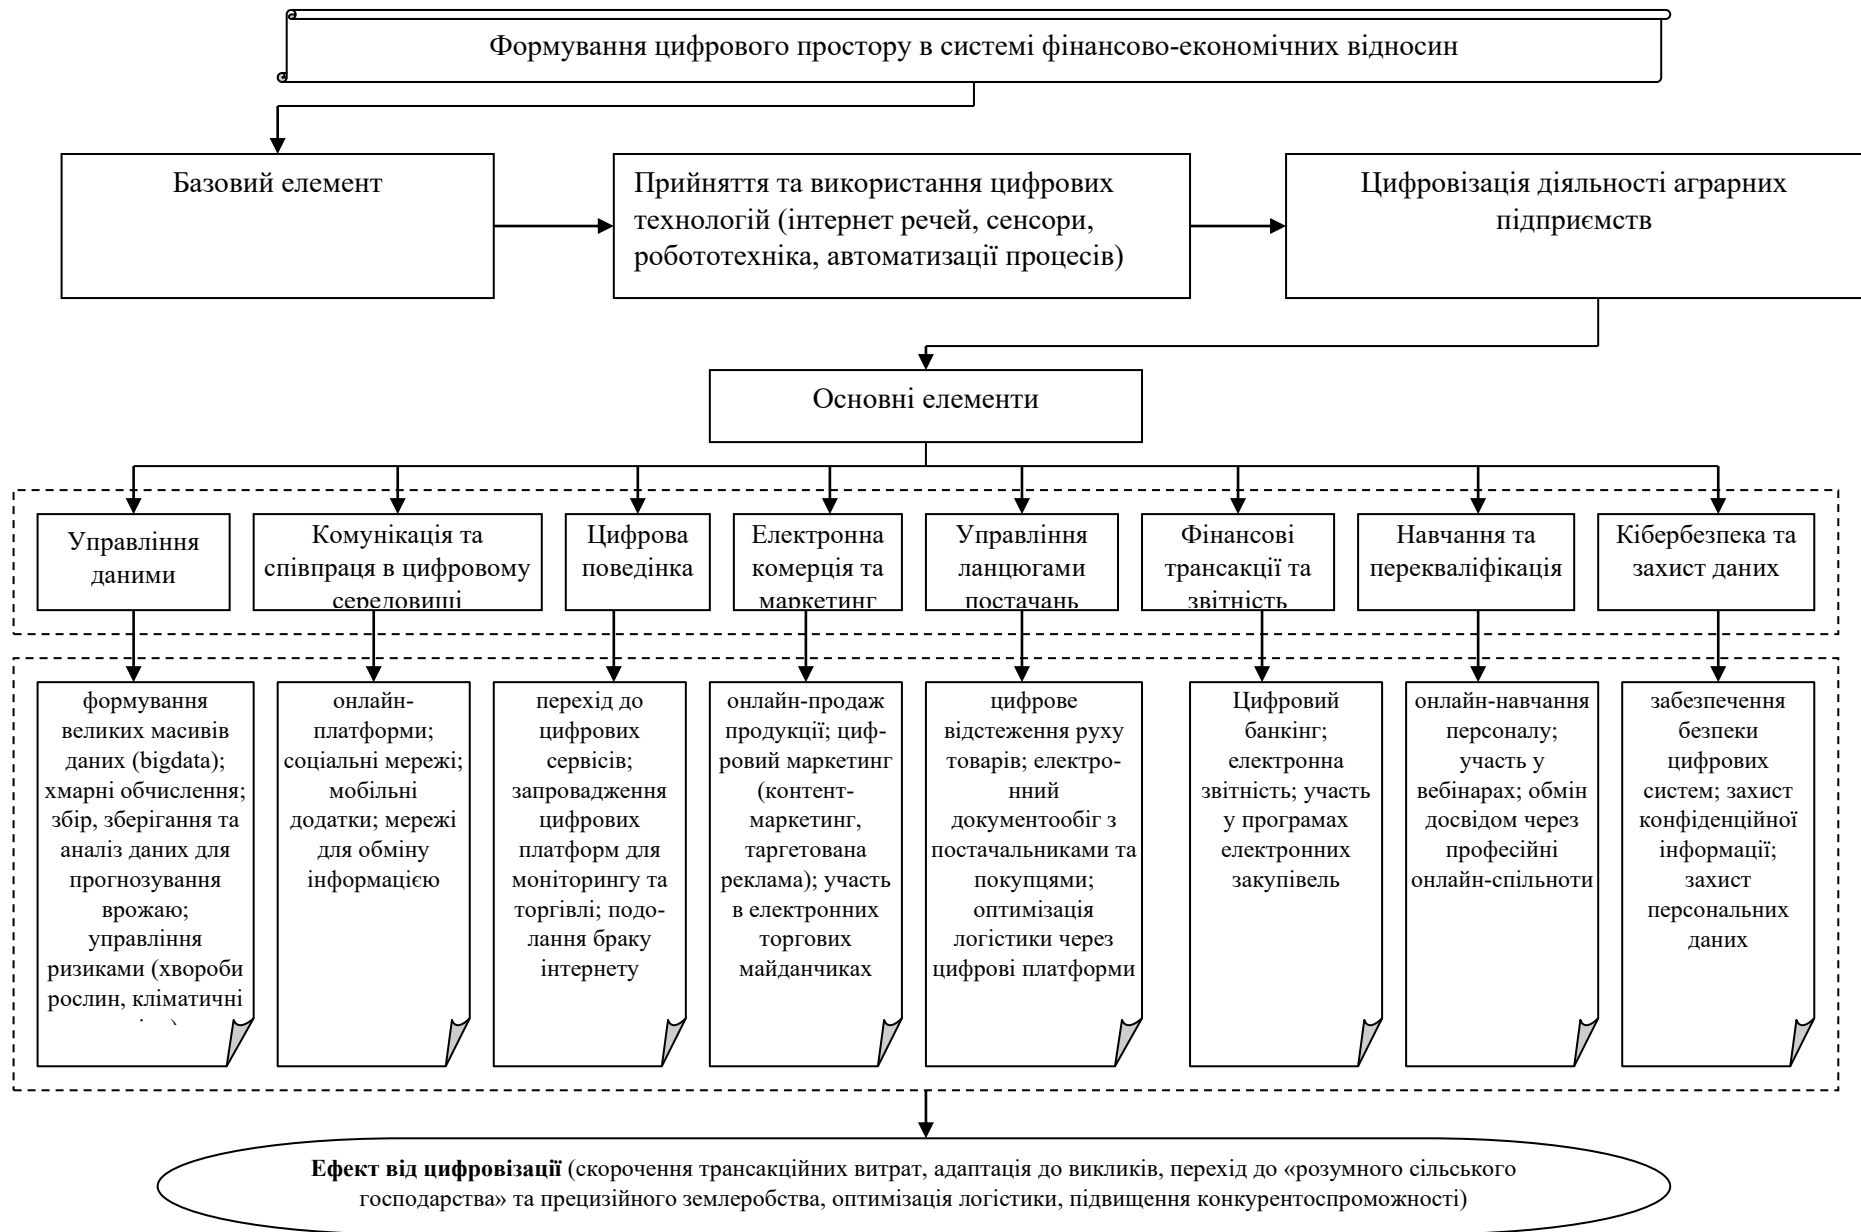 Формування цифрового простору в системі фінансово-економічних відносин
Базовий елемент
Прийняття та використання цифрових
технологій (інтернет речей, сенсори,
робототехніка, автоматизації процесів)
Цифровізація діяльності аграрних
підприємств
Основні елементи
Управління
даними
Комунікація та
співпраця в цифровому
середовищі
Цифрова
поведінка
Електронна
комерція та
маркетинг
Управління
ланцюгами
постачань
Фінансові
трансакції та
звітність
Навчання та
перекваліфікація
Кібербезпека та
захист даних
формування
великих масивів
даних (bigdata);
хмарні обчислення;
збір, зберігання та
аналіз даних для
прогнозування
врожаю;
управління
ризиками (хвороби
рослин, кліматичні
онлайн-
платформи;
соціальні мережі;
мобільні
додатки; мережі
для обміну
інформацією
перехід до
цифрових
сервісів;
запровадження
цифрових
платформ для
моніторингу та
торгівлі; подо-
лання браку
інтернету
онлайн-продаж
продукції; циф-
ровий маркетинг
(контент-
маркетинг,
таргетована
реклама); участь
в електронних
торгових
майданчиках
цифрове
відстеження руху
товарів; електро-
нний
документообіг з
постачальниками та
покупцями;
оптимізація
логістики через
цифрові платформи
Цифровий
банкінг;
електронна
звітність; участь
у програмах
електронних
закупівель
онлайн-навчання
персоналу;
участь у
вебінарах; обмін
досвідом через
професійні
онлайн-спільноти
забезпечення
безпеки
цифрових
систем; захист
конфіденційної
інформації;
захист
персональних
даних
Ефект від цифровізації (скорочення трансакційних витрат, адаптація до викликів, перехід до «розумного сільського
господарства» та прецизійного землеробства, оптимізація логістики, підвищення конкурентоспроможності)